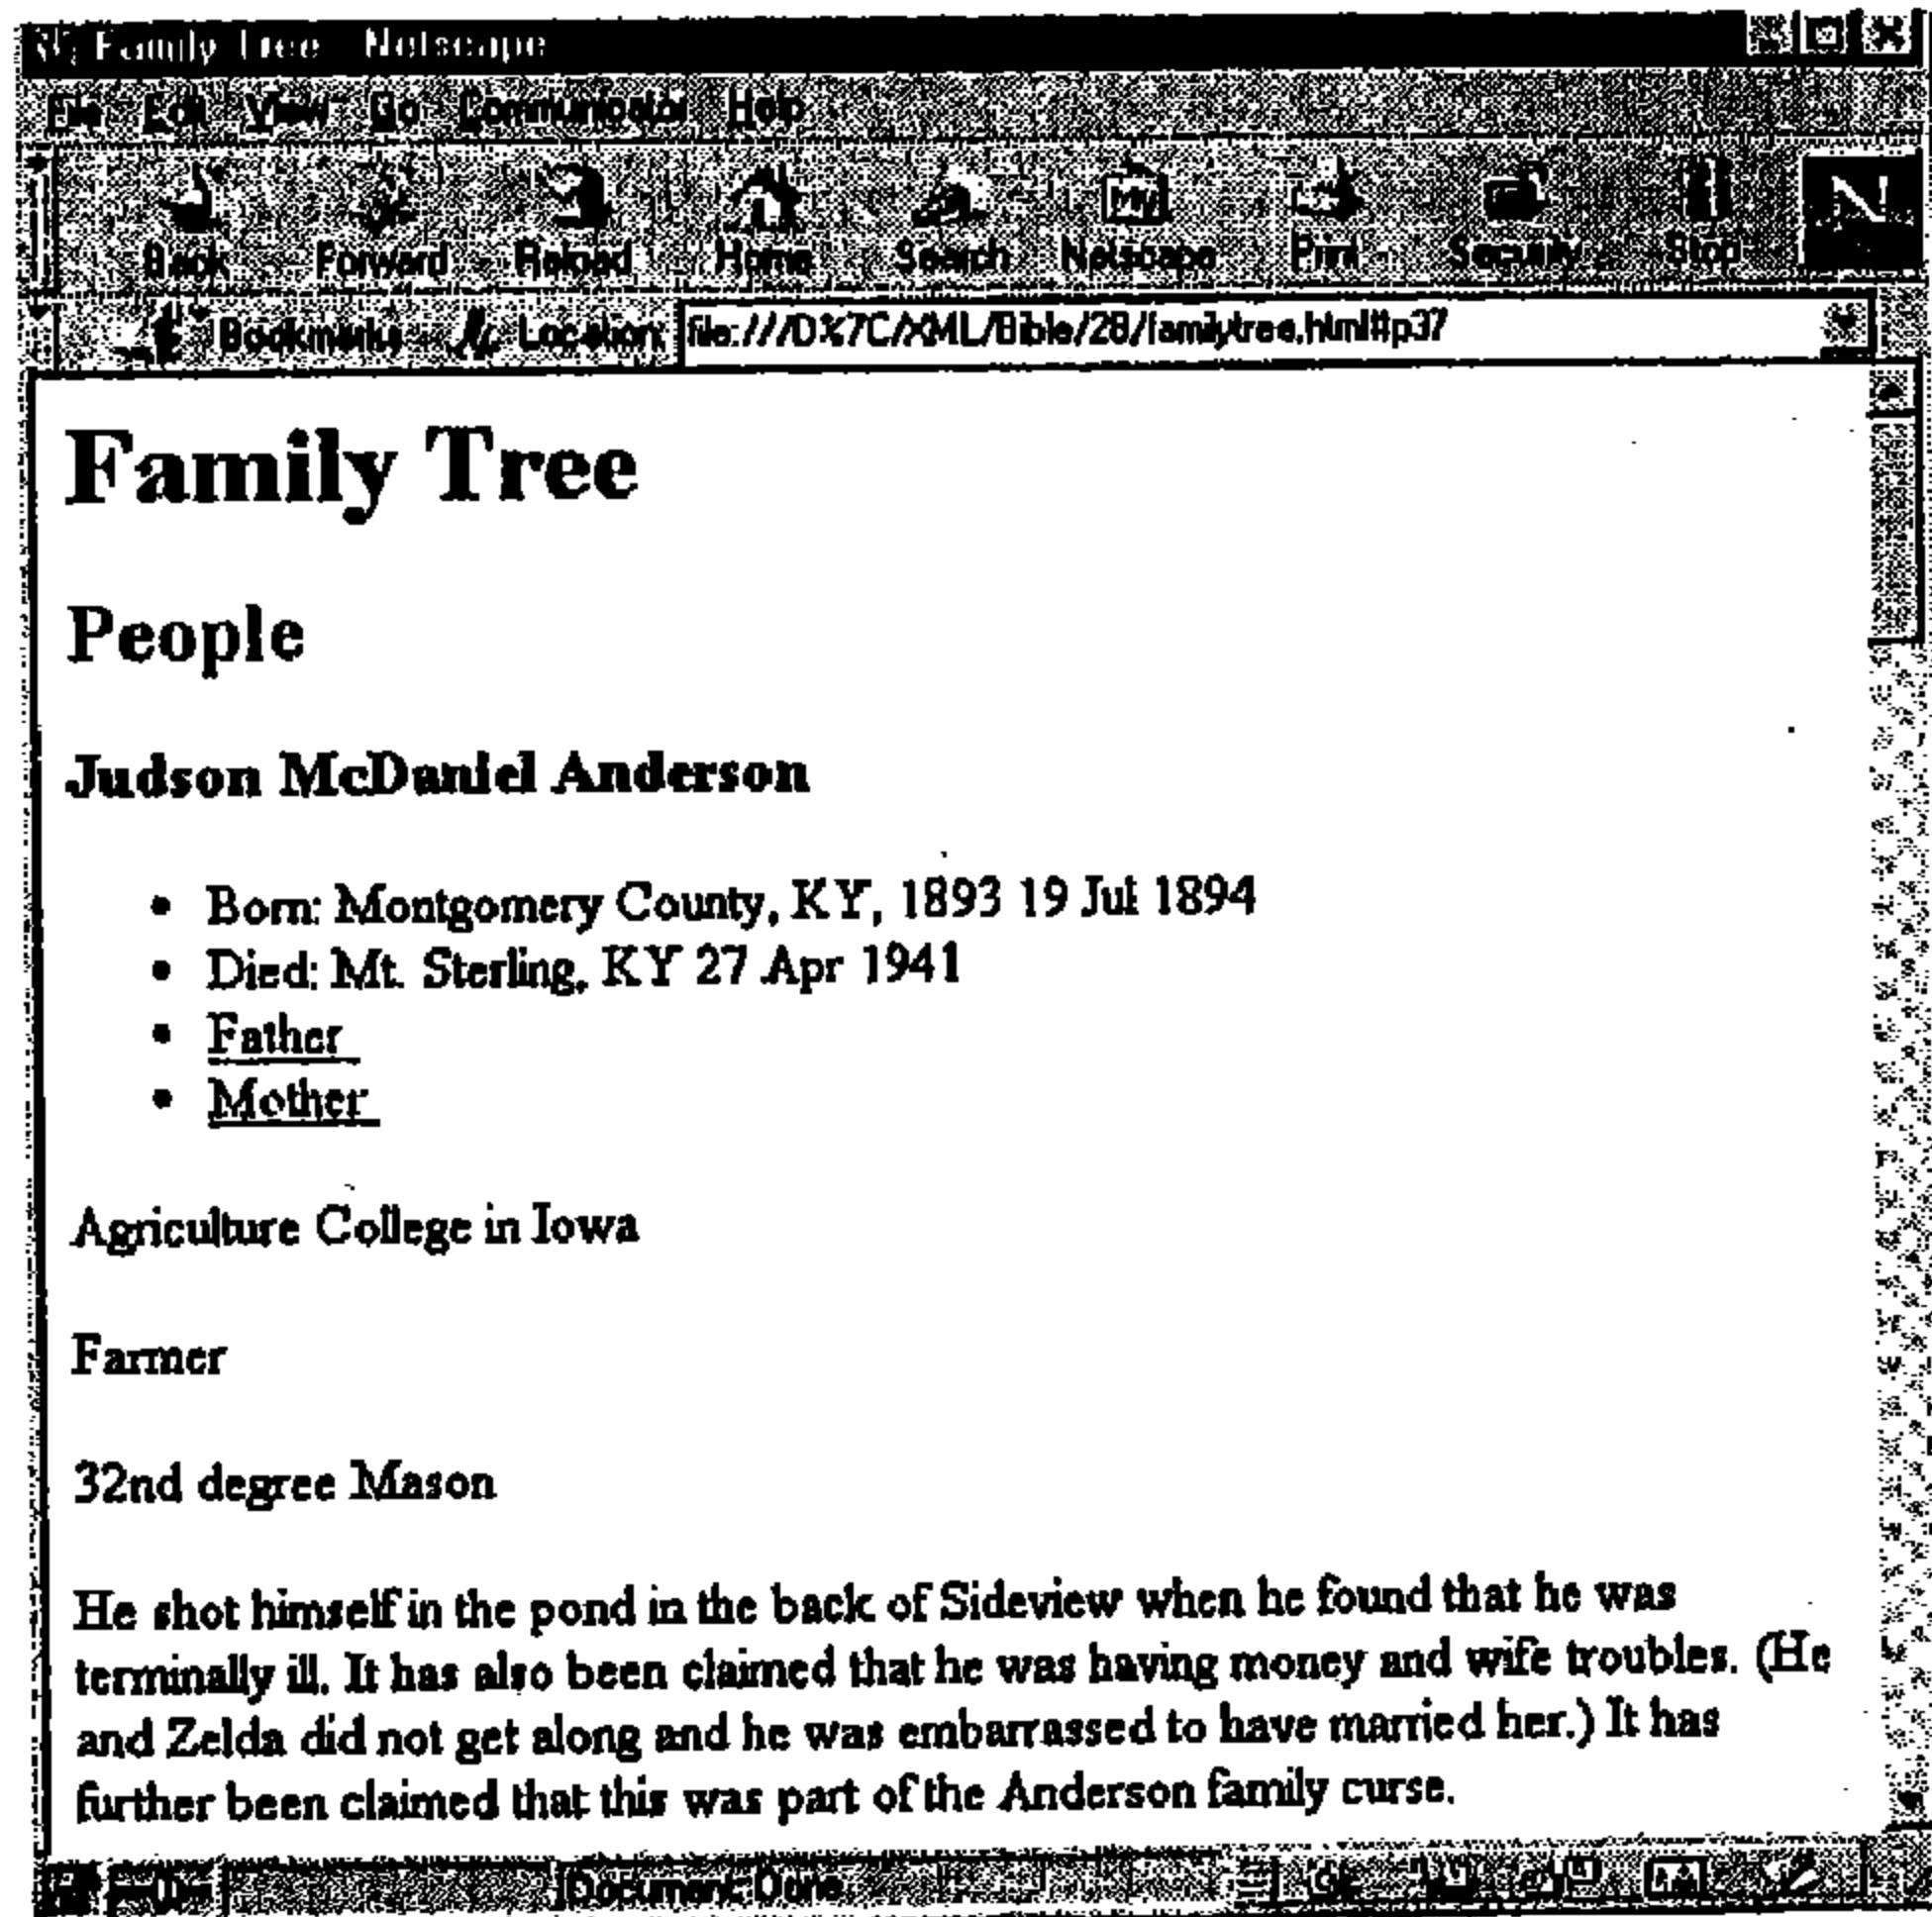 Family Tree - Netscape
File Edit View Go Communicator Help
Back Forward Reload Home Search Netscape Print Security Stop
N
Bookmarks Location: file:///D%7C/XML/Bible/28/familytree.html#p37
Family Tree
People
Judson McDaniel Anderson
• Born: Montgomery County, KY, 1893 19 Jul 1894
• Died: Mt. Sterling, KY 27 Apr 1941
• Father
• Mother
Agriculture College in Iowa
Farmer
32nd degree Mason
He shot himself in the pond in the back of Sideview when he found that he was
terminally ill. It has also been claimed that he was having money and wife troubles. (He
and Zelda did not get along and he was embarrassed to have married her.) It has
further been claimed that this was part of the Anderson family curse.
Document: Done